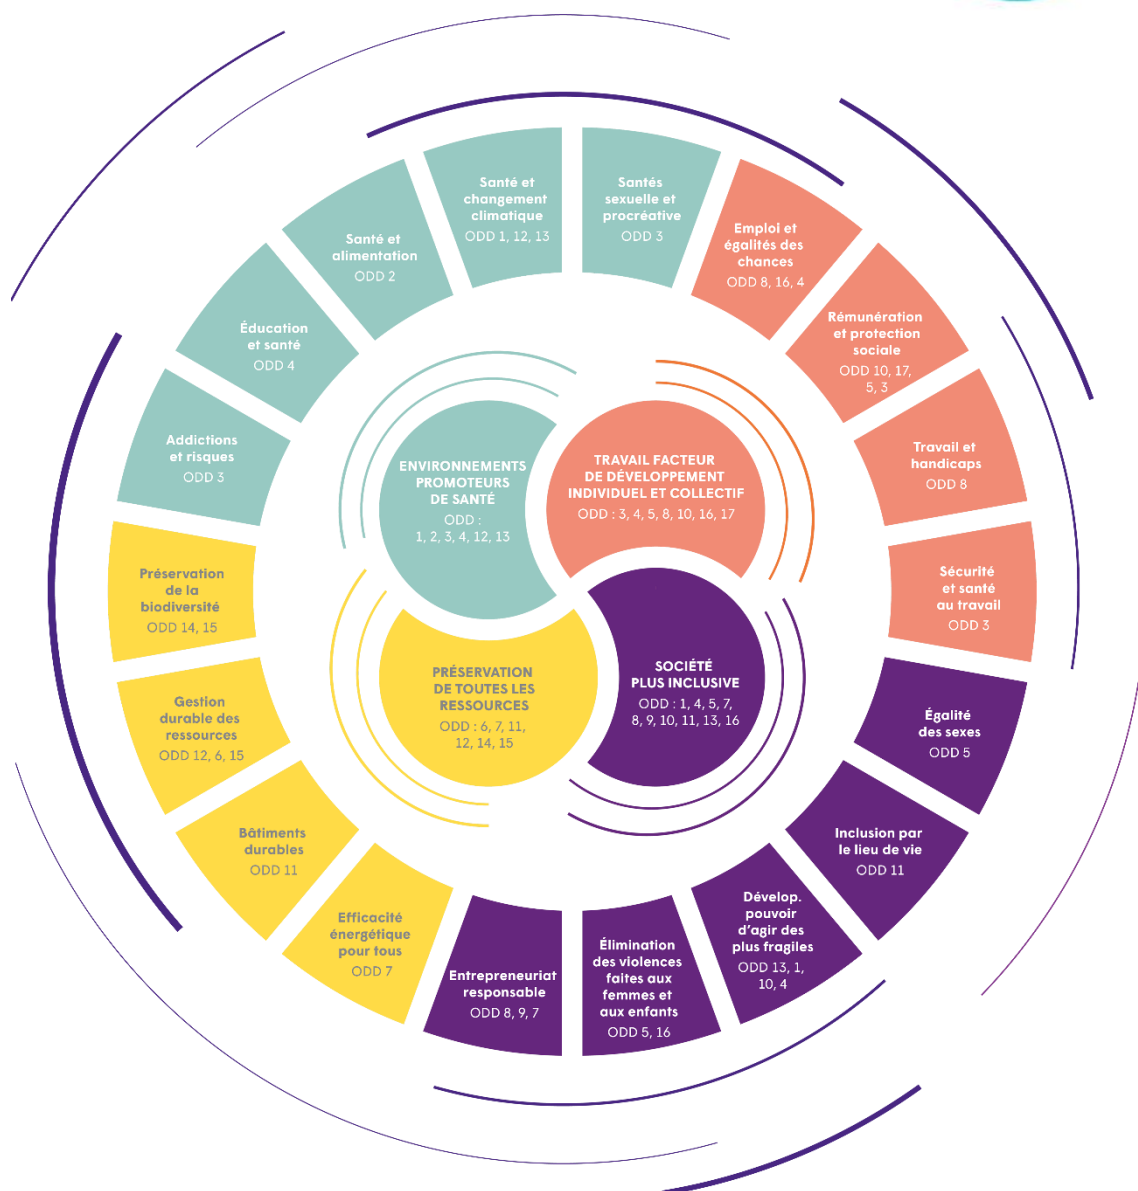 Santé et
changement
climatique
ODD 1, 12, 13
Santés
sexuelle et
procréative
ODD 3
Emploi et
égalités des
chances
ODD 8, 16, 4
Rémunération
et protection
sociale
ODD 10, 17,
5, 3
Travail et
handicaps
ODD 8
Sécurité
et santé
au travail
ODD 3
Égalité
des sexes
ODD 5
Inclusion par
le lieu de vie
ODD 11
Dévelop.
pouvoir
d'agir des
plus fragiles
ODD 13, 1,
10, 4
Élimination
des violences
faites aux
femmes et
aux enfants
ODD 5, 16
Entrepreneuriat
responsable
ODD 8, 9, 7
Efficacité
énergétique
pour tous
ODD 7
Bâtiments
durables
ODD 11
Gestion
durable des
ressources
ODD 12, 6, 15
Préservation
de la
biodiversité
ODD 14, 15
Addictions
et risques
ODD 3
Éducation
et santé
ODD 4
Santé et
alimentation
ODD 2
ENVIRONNEMENTS
PROMOTEURS
DE SANTÉ
ODD :
1, 2, 3, 4, 12, 13
TRAVAIL FACTEUR
DE DÉVELOPPEMENT
INDIVIDUEL ET COLLECTIF
ODD : 3, 4, 5, 8, 10, 16, 17
PRÉSERVATION
DE TOUTES LES
RESSOURCES
ODD : 6, 7, 11,
12, 14, 15
SOCIÉTÉ
PLUS INCLUSIVE
ODD : 1, 4, 5, 7,
8, 9, 10, 11, 13, 16